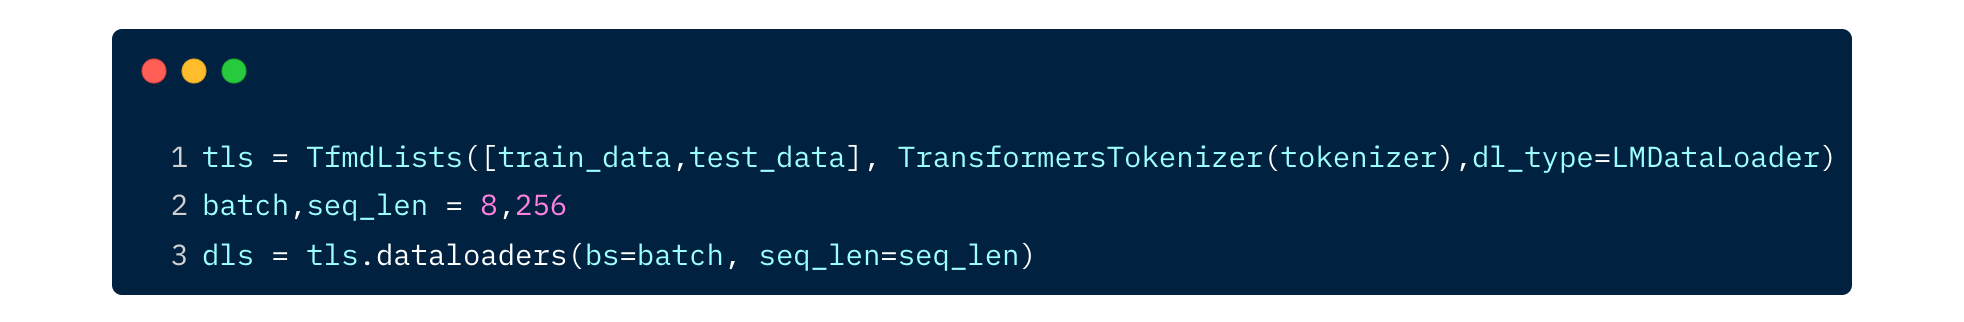 1 tls = TfmdLists([train_data,test_data], TransformersTokenizer(tokenizer),dl_type=LMDataLoader)
2 batch,seq_len = 8,256
3 dls = tls.dataloaders(bs=batch, seq_len=seq_len)